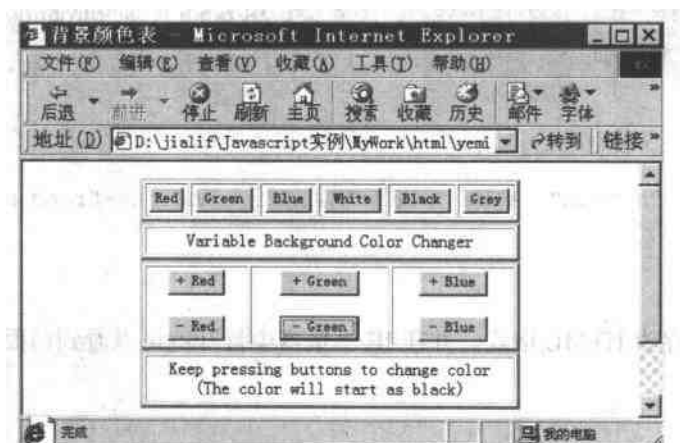 背景颜色表 - Microsoft Internet Explorer
文件(F) 编辑(E) 查看(V) 收藏(A) 工具(T) 帮助(H)
后退 前进 停止 刷新 主页 搜索 收藏 历史 邮件 字体
地址(D) D:\jialif\Javascript实例\MyWork\html\yemi 转到 链接
Red Green Blue White Black Grey
Variable Background Color Changer
+ Red + Green + Blue
- Red - Green - Blue
Keep pressing buttons to change color
(The color will start as black)
完成 我的电脑